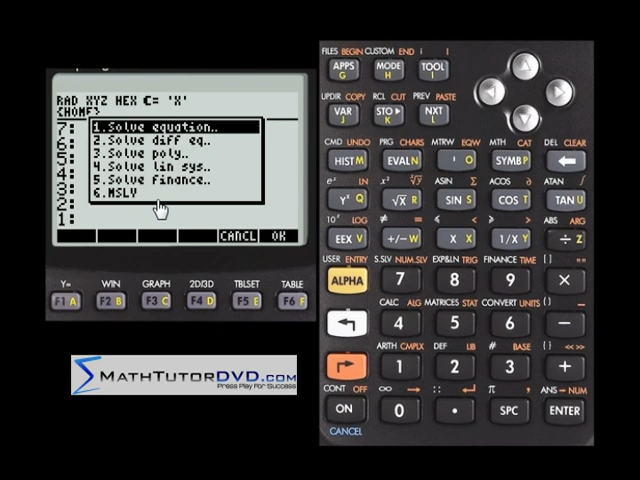 RAD XYZ HEX C= 'X'
{HOME}
7:
6:
5:
4:
3:
2:
1:
1.Solve equation..
2.Solve diff eq..
3.Solve poly..
4.Solve lin sys..
5.Solve finance..
6.MSLV
CANCL OK
Y= WIN GRAPH 2D/3D TBLSET TABLE
F1 A F2 B F3 C F4 D F5 E F6 F
MATHTUTORDVD.COM
Press Play For Success
FILES BEGIN CUSTOM END i I
APPS G MODE H TOOL I
UPDIR COPY RCL CUT PREV PASTE
VAR J STO▶ K NXT L
CMD UNDO PRG CHARS MTRW EQW MTH CAT DEL CLEAR
HIST M EVAL N ' O SYMB P
eˣ LN x² ˣ√y ASIN Σ ACOS ∂ ATAN ∫
Yˣ Q √X R SIN S COS T TAN U
10ˣ LOG ≠ = ≤ < ≥ > ABS ARG
EEX V +/− W X X 1/X Y ÷ Z
USER ENTRY S.SLV NUM.SLV EXP&LN TRIG FINANCE TIME [ ] " "
ALPHA 7 8 9 ×
CALC ALG MATRICES STAT CONVERT UNITS ( ) _
4 5 6 −
ARITH CMPLX DEF LIB # BASE { } « »
1 2 3 +
CONT OFF ∞ → : : ↵ π , ANS →NUM
ON 0 . SPC ENTER
CANCEL